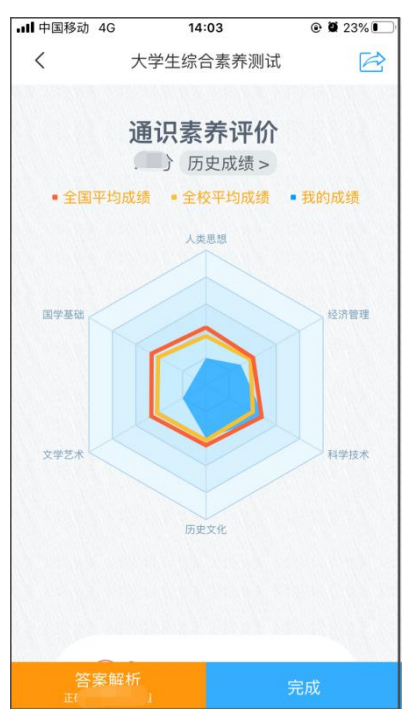 中国移动 4G 14:03 23%
大学生综合素养测试
通识素养评价
分 历史成绩 >
全国平均成绩 全校平均成绩 我的成绩
人类思想
国学基础 经济管理
文学艺术 科学技术
历史文化
答案解析 完成